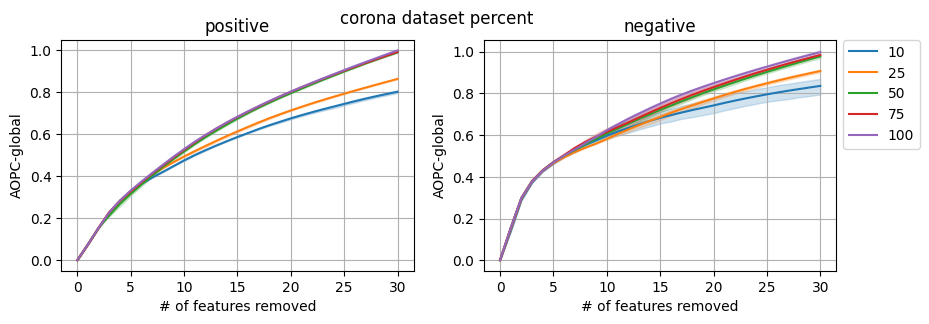 corona dataset percent
positive
1.0
0.8
0.6
0.4
0.2
0.0
AOPC-global
0 5 10 15 20 25 30
# of features removed
negative
1.0
0.8
0.6
0.4
0.2
0.0
AOPC-global
0 5 10 15 20 25 30
# of features removed
10
25
50
75
100